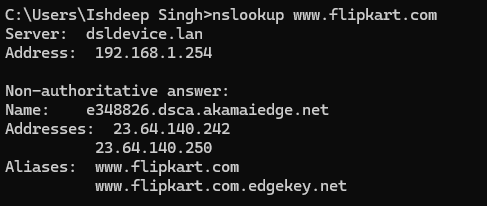 C:\Users\Ishdeep Singh>nslookup www.flipkart.com
Server:  dsldevice.lan
Address:  192.168.1.254

Non-authoritative answer:
Name:    e348826.dsca.akamaiedge.net
Addresses:  23.64.140.242
          23.64.140.250
Aliases:  www.flipkart.com
          www.flipkart.com.edgekey.net